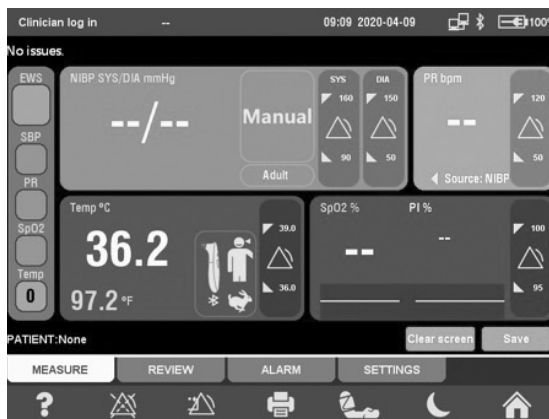 Clinician log in -- 09:09 2020-04-09 100
No issues.
EWS
SBP
PR
SpO2
Temp
0
NIBP SYS/DIA mmHg
--/--
Manual
Adult
SYS DIA
160 150
90 50
PR bpm
--
120
50
Source: NIBP
Temp ºC
36.2
97.2 ºF
39.0
36.0
SpO2 % PI %
-- --
100
95
PATIENT:None
Clear screen Save
MEASURE REVIEW ALARM SETTINGS
?